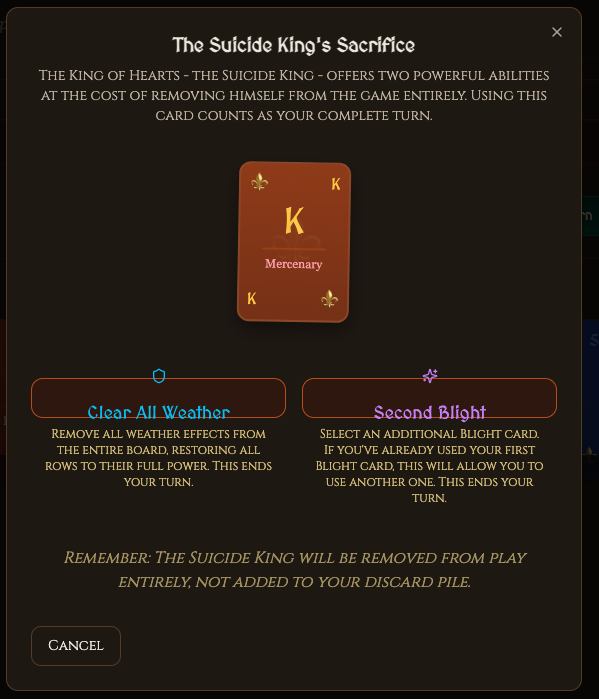 The Suicide King's Sacrifice
The King of Hearts - the Suicide King - offers two powerful abilities
at the cost of removing himself from the game entirely. Using this
card counts as your complete turn.
K
K
Mercenary
K
Clear All Weather
Remove all weather effects from
the entire board, restoring all
rows to their full power. This ends
your turn.
Second Blight
Select an additional Blight card.
If you've already used your first
Blight card, this will allow you to
use another one. This ends your
turn.
Remember: The Suicide King will be removed from play
entirely, not added to your discard pile.
Cancel